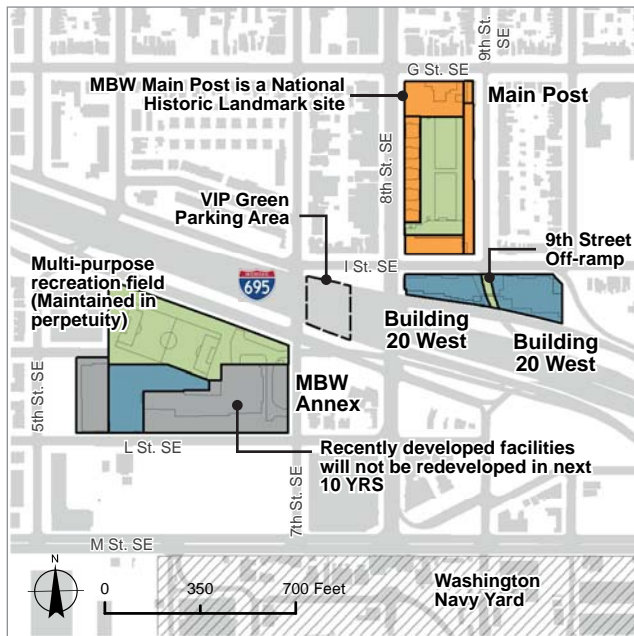 9th St.
SE
G St. SE
MBW Main Post is a National
Historic Landmark site
Main Post
8th St. SE
VIP Green
Parking Area
9th Street
Off-ramp
I St. SE
Multi-purpose
recreation field
(Maintained in
perpetuity)
INTERSTATE
695
Building
20 West
Building
20 West
5th St. SE
MBW
Annex
L St. SE
Recently developed facilities
will not be redeveloped in next
10 YRS
7th St. SE
M St. SE
N
0 350 700 Feet
Washington
Navy Yard